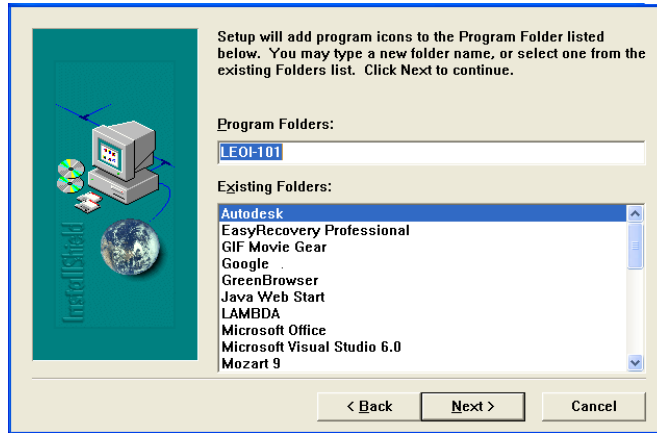 Setup will add program icons to the Program Folder listed
below. You may type a new folder name, or select one from the
existing Folders list. Click Next to continue.
Program Folders:
LEOI-101
Existing Folders:
Autodesk
EasyRecovery Professional
GIF Movie Gear
Google
GreenBrowser
Java Web Start
LAMBDA
Microsoft Office
Microsoft Visual Studio 6.0
Mozart 9
InstallShield
< Back
Next >
Cancel